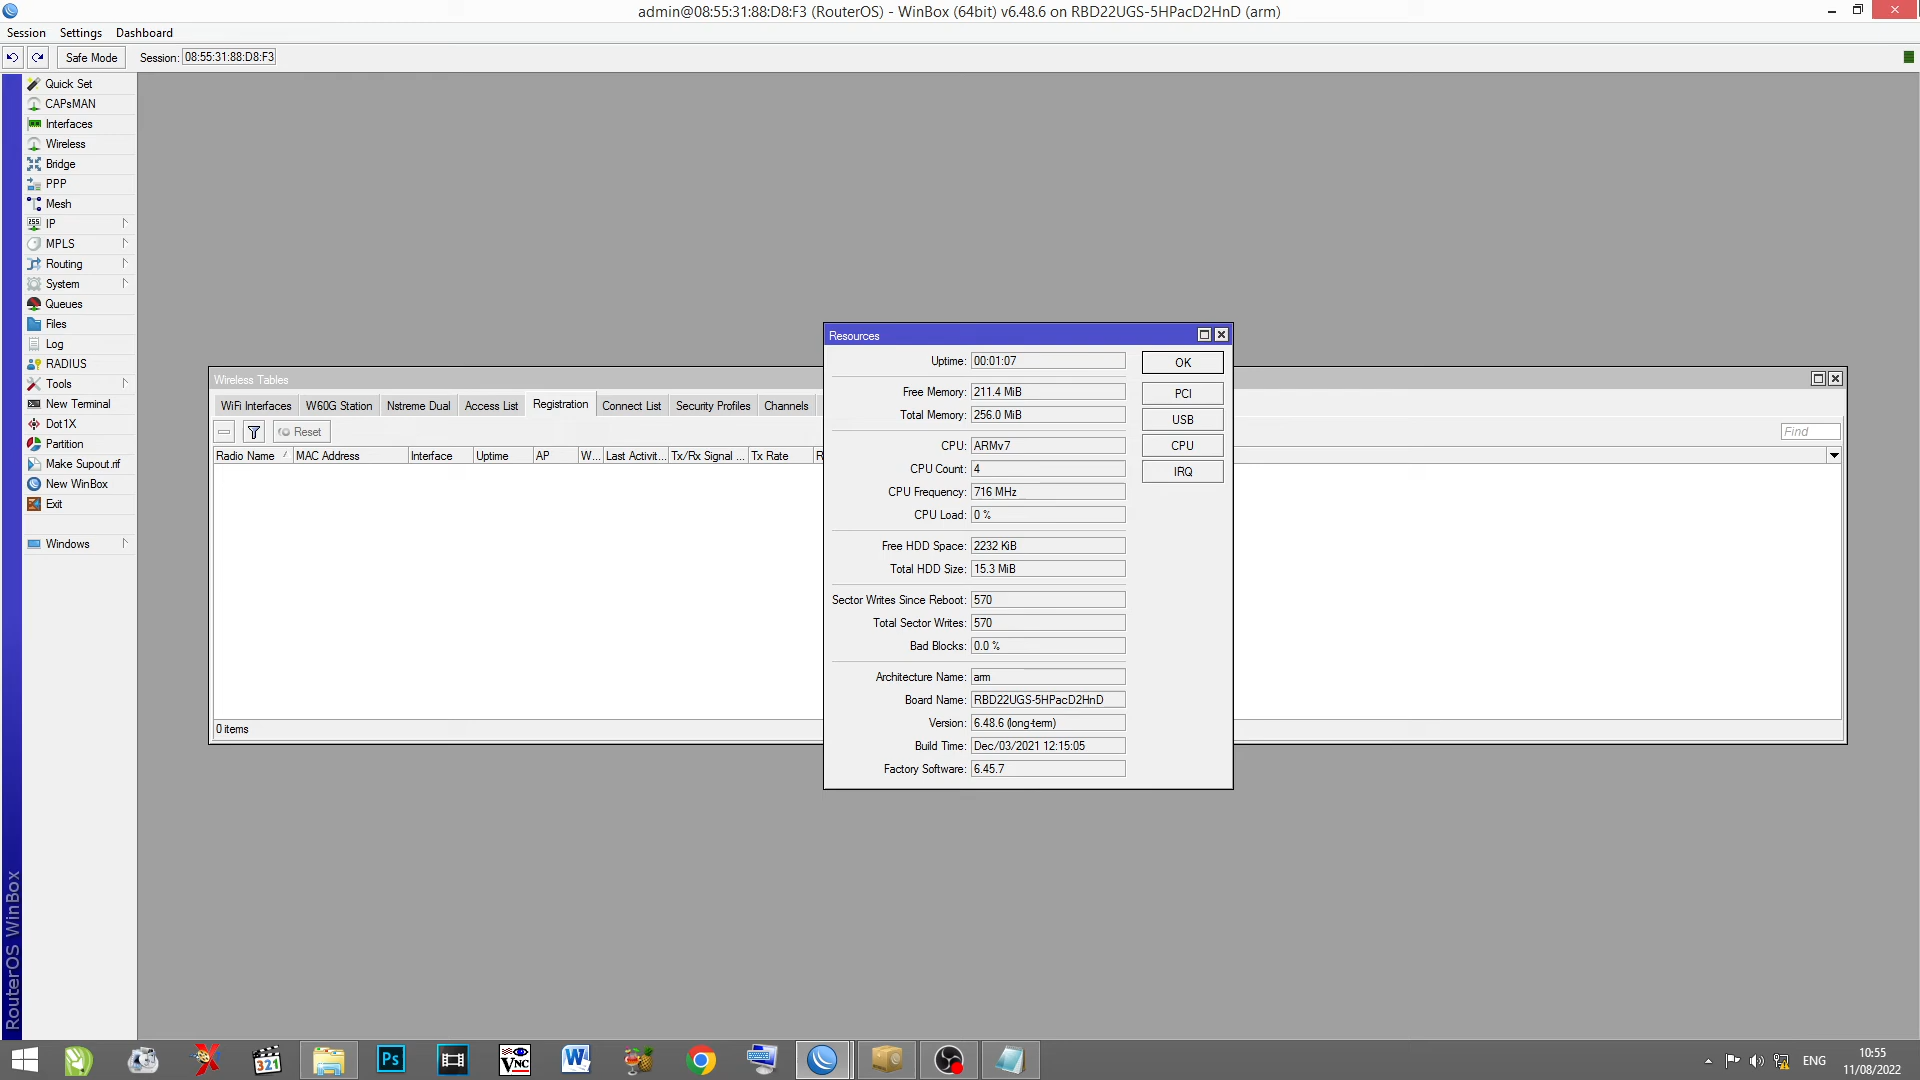 admin@08:55:31:88:D8:F3 (RouterOS) - WinBox (64bit) v6.48.6 on RBD22UGS-5HPacD2HnD (arm)
Session Settings Dashboard
Safe Mode Session: 08:55:31:88:D8:F3
Quick Set
CAPsMAN
Interfaces
Wireless
Bridge
PPP
Mesh
IP
MPLS
Routing
System
Queues
Files
Log
RADIUS
Tools
New Terminal
Dot1X
Partition
Make Supout.rif
New WinBox
Exit
Windows
RouterOS WinBox
Wireless Tables
WiFi Interfaces W60G Station Nstreme Dual Access List Registration Connect List Security Profiles Channels
Reset
Find
Radio Name MAC Address Interface Uptime AP W... Last Activit... Tx/Rx Signal ... Tx Rate R
0 items
Resources
Uptime: 00:01:07
Free Memory: 211.4 MiB
Total Memory: 256.0 MiB
CPU: ARMv7
CPU Count: 4
CPU Frequency: 716 MHz
CPU Load: 0 %
Free HDD Space: 2232 KiB
Total HDD Size: 15.3 MiB
Sector Writes Since Reboot: 570
Total Sector Writes: 570
Bad Blocks: 0.0 %
Architecture Name: arm
Board Name: RBD22UGS-5HPacD2HnD
Version: 6.48.6 (long-term)
Build Time: Dec/03/2021 12:15:05
Factory Software: 6.45.7
OK
PCI
USB
CPU
IRQ
321
Ps
VNC
W
ENG
10:55
11/08/2022